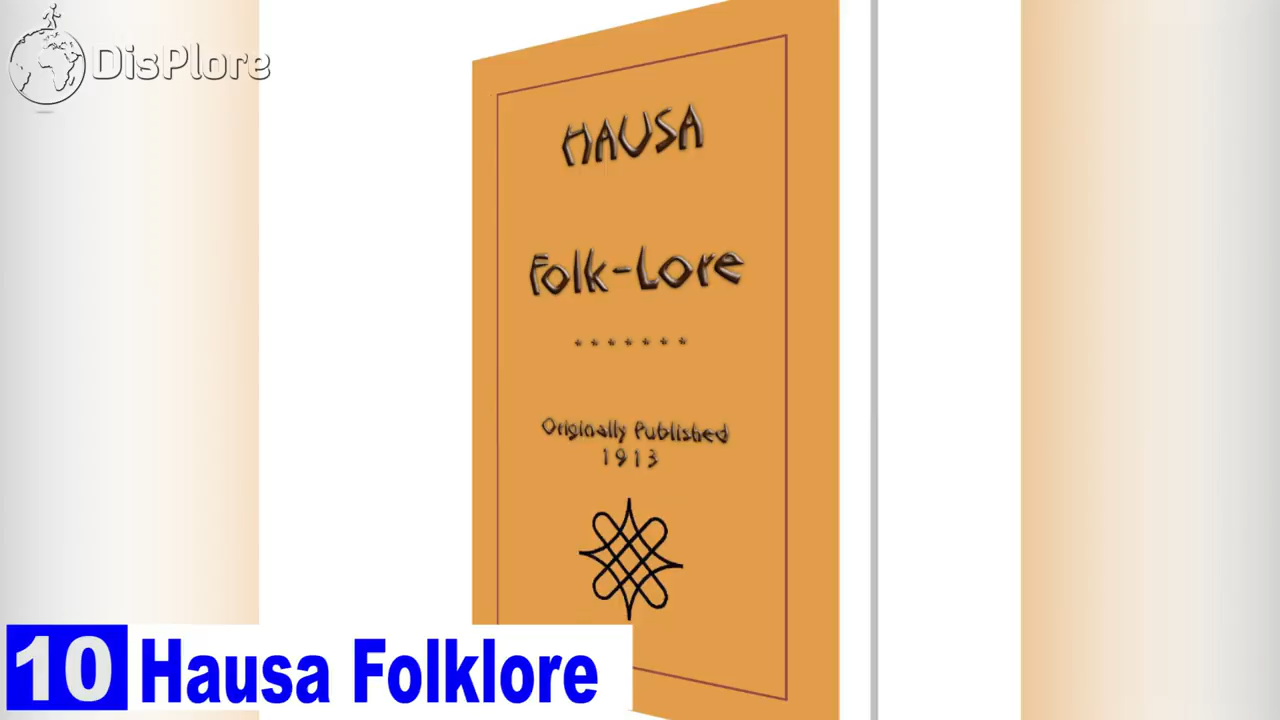 DisPlore
HAUSA
Folk-Lore
* * * * * * *
Originally Published
1913
10 Hausa Folklore